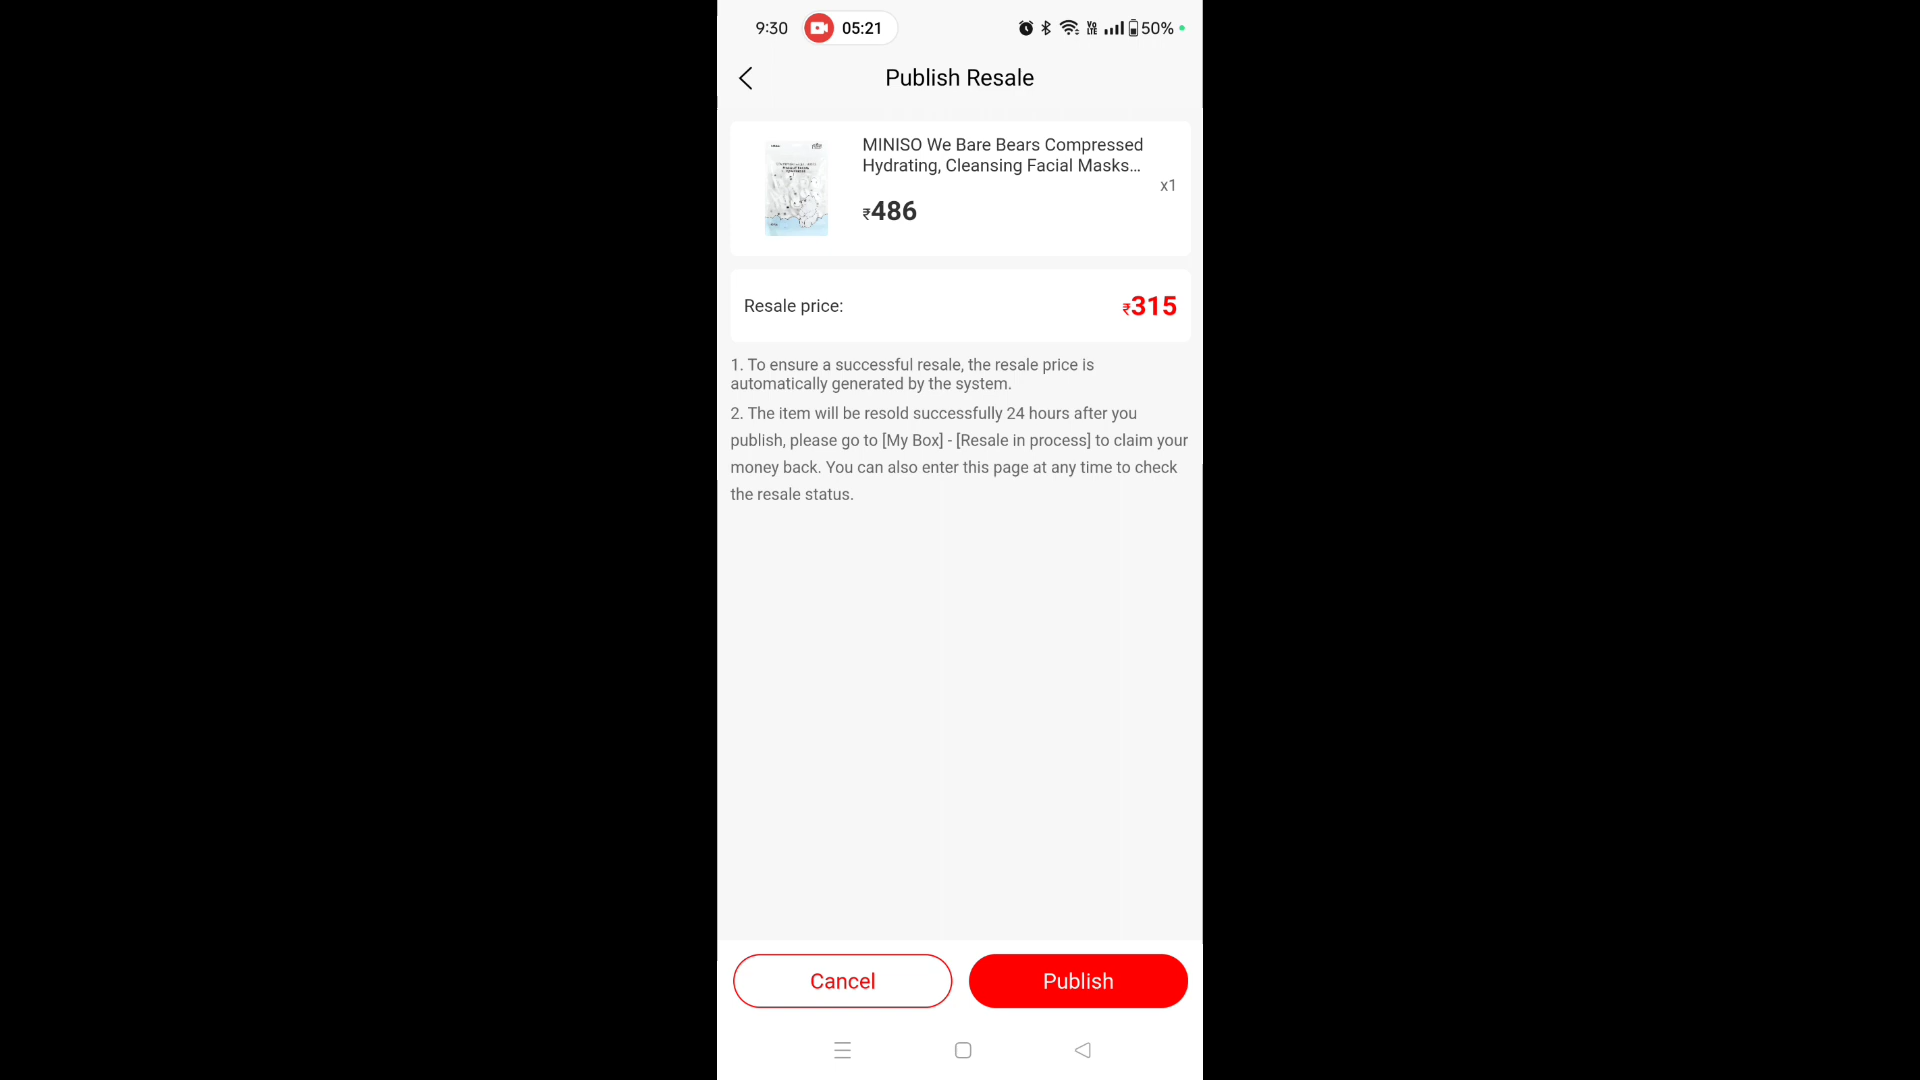 9:30
05:21
50%
Publish Resale
MINISO We Bare Bears Compressed
Hydrating, Cleansing Facial Masks...
x1
₹486
Resale price:
₹315
1. To ensure a successful resale, the resale price is
automatically generated by the system.
2. The item will be resold successfully 24 hours after you
publish, please go to [My Box] - [Resale in process] to claim your
money back. You can also enter this page at any time to check
the resale status.
Cancel
Publish